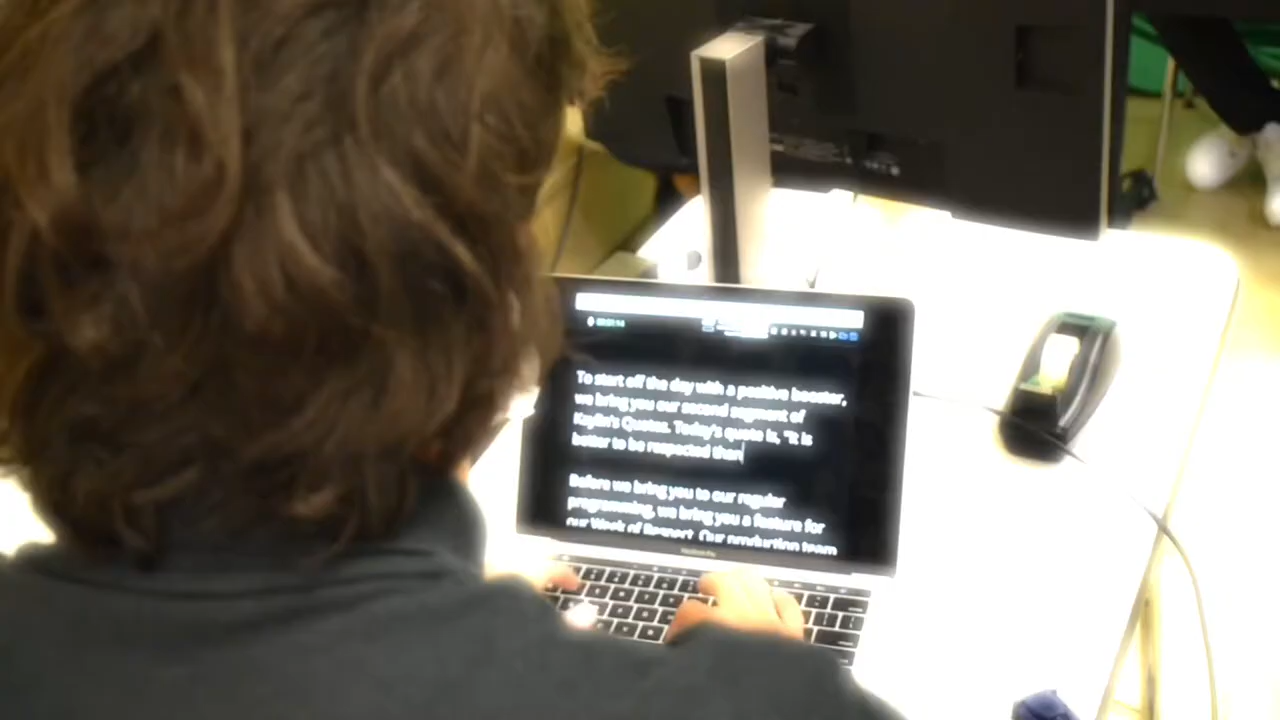 To start off the day with a positive booster,
we bring you our second segment of
Kaylin's Quotes. Today's quote is, "It is
better to be respected than
Before we bring you to our regular
programming, we bring you a feature for
our Week of Respect. Our production team
MacBook Pro